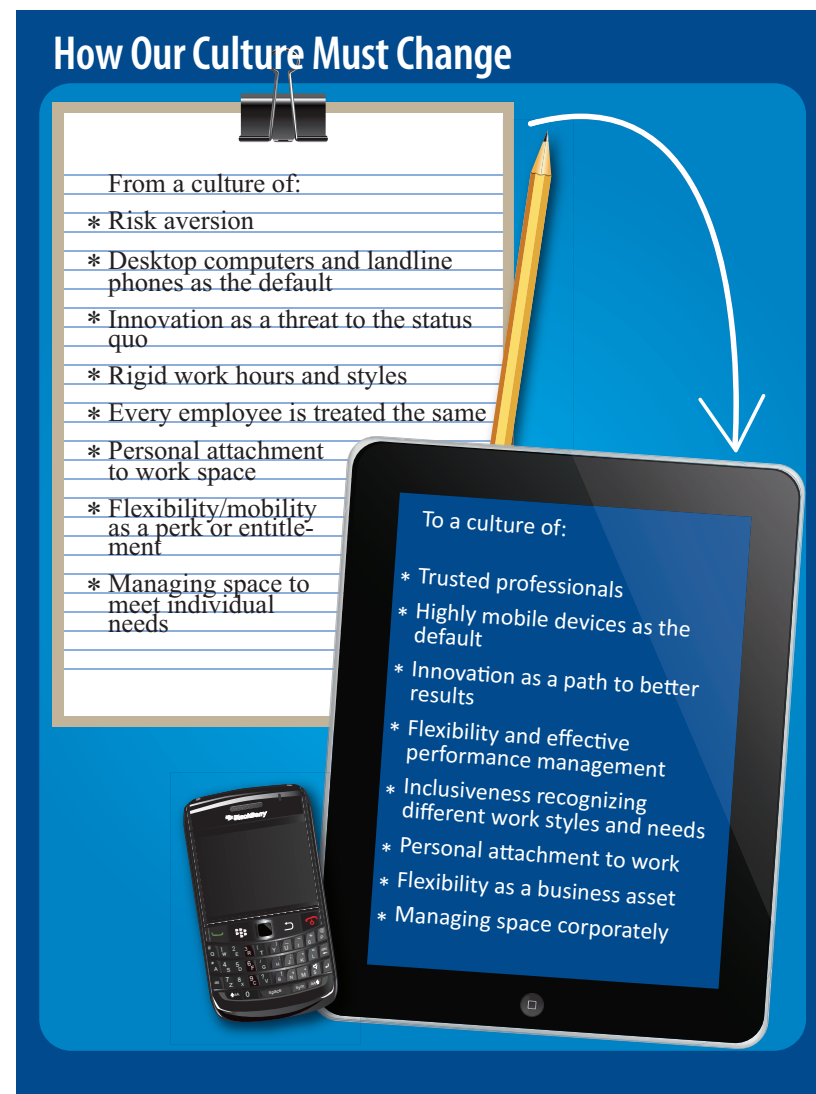 How Our Culture Must Change
From a culture of:
* Risk aversion
* Desktop computers and landline
phones as the default
* Innovation as a threat to the status
quo
* Rigid work hours and styles
* Every employee is treated the same
* Personal attachment
to work space
* Flexibility/mobility
as a perk or entitle-
ment
* Managing space to
meet individual
needs
To a culture of:
* Trusted professionals
* Highly mobile devices as the
default
* Innovation as a path to better
results
* Flexibility and effective
performance management
* Inclusiveness recognizing
different work styles and needs
* Personal attachment to work
* Flexibility as a business asset
* Managing space corporately
BlackBerry